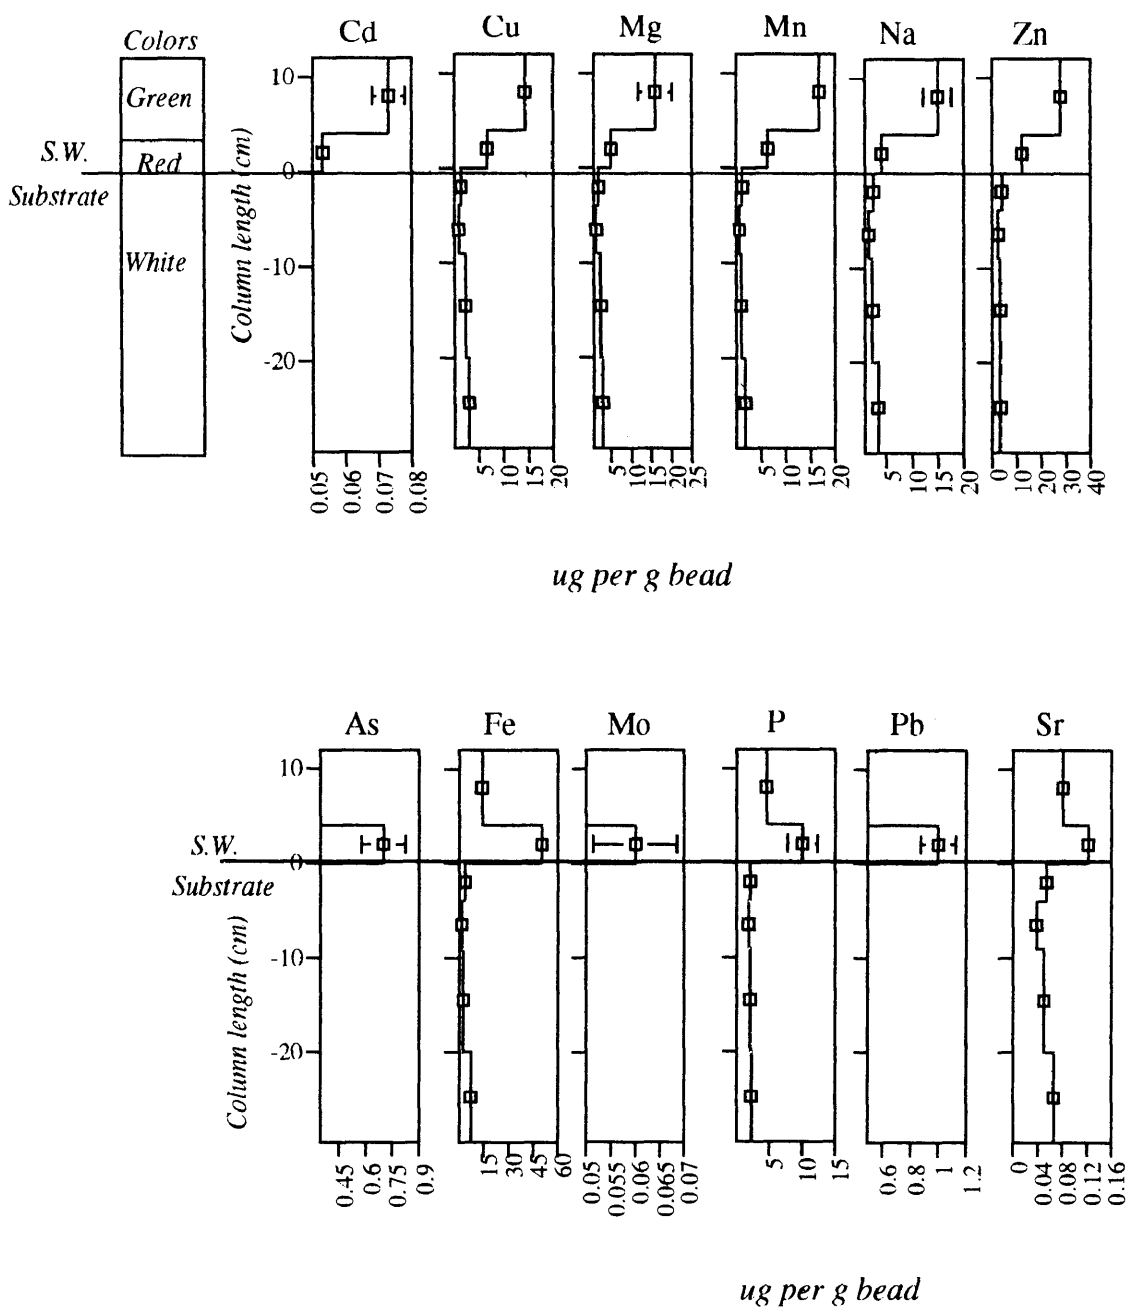 Colors Cd Cu Mg Mn Na Zn
Green
S.W.
Red
Substrate
White
Column length (cm)
10
0
-10
-20
0.05 0.06 0.07 0.08
5 10 15 20
5 10 15 20 25
5 10 15 20
5 10 15 20
0 10 20 30 40
ug per g bead
As Fe Mo P Pb Sr
10
S.W.
0
Substrate
Column length (cm)
-10
-20
0.45 0.6 0.75 0.9
15 30 45 60
0.05 0.055 0.06 0.065 0.07
5 10 15
0.6 0.8 1 1.2
0 0.04 0.08 0.12 0.16
ug per g bead